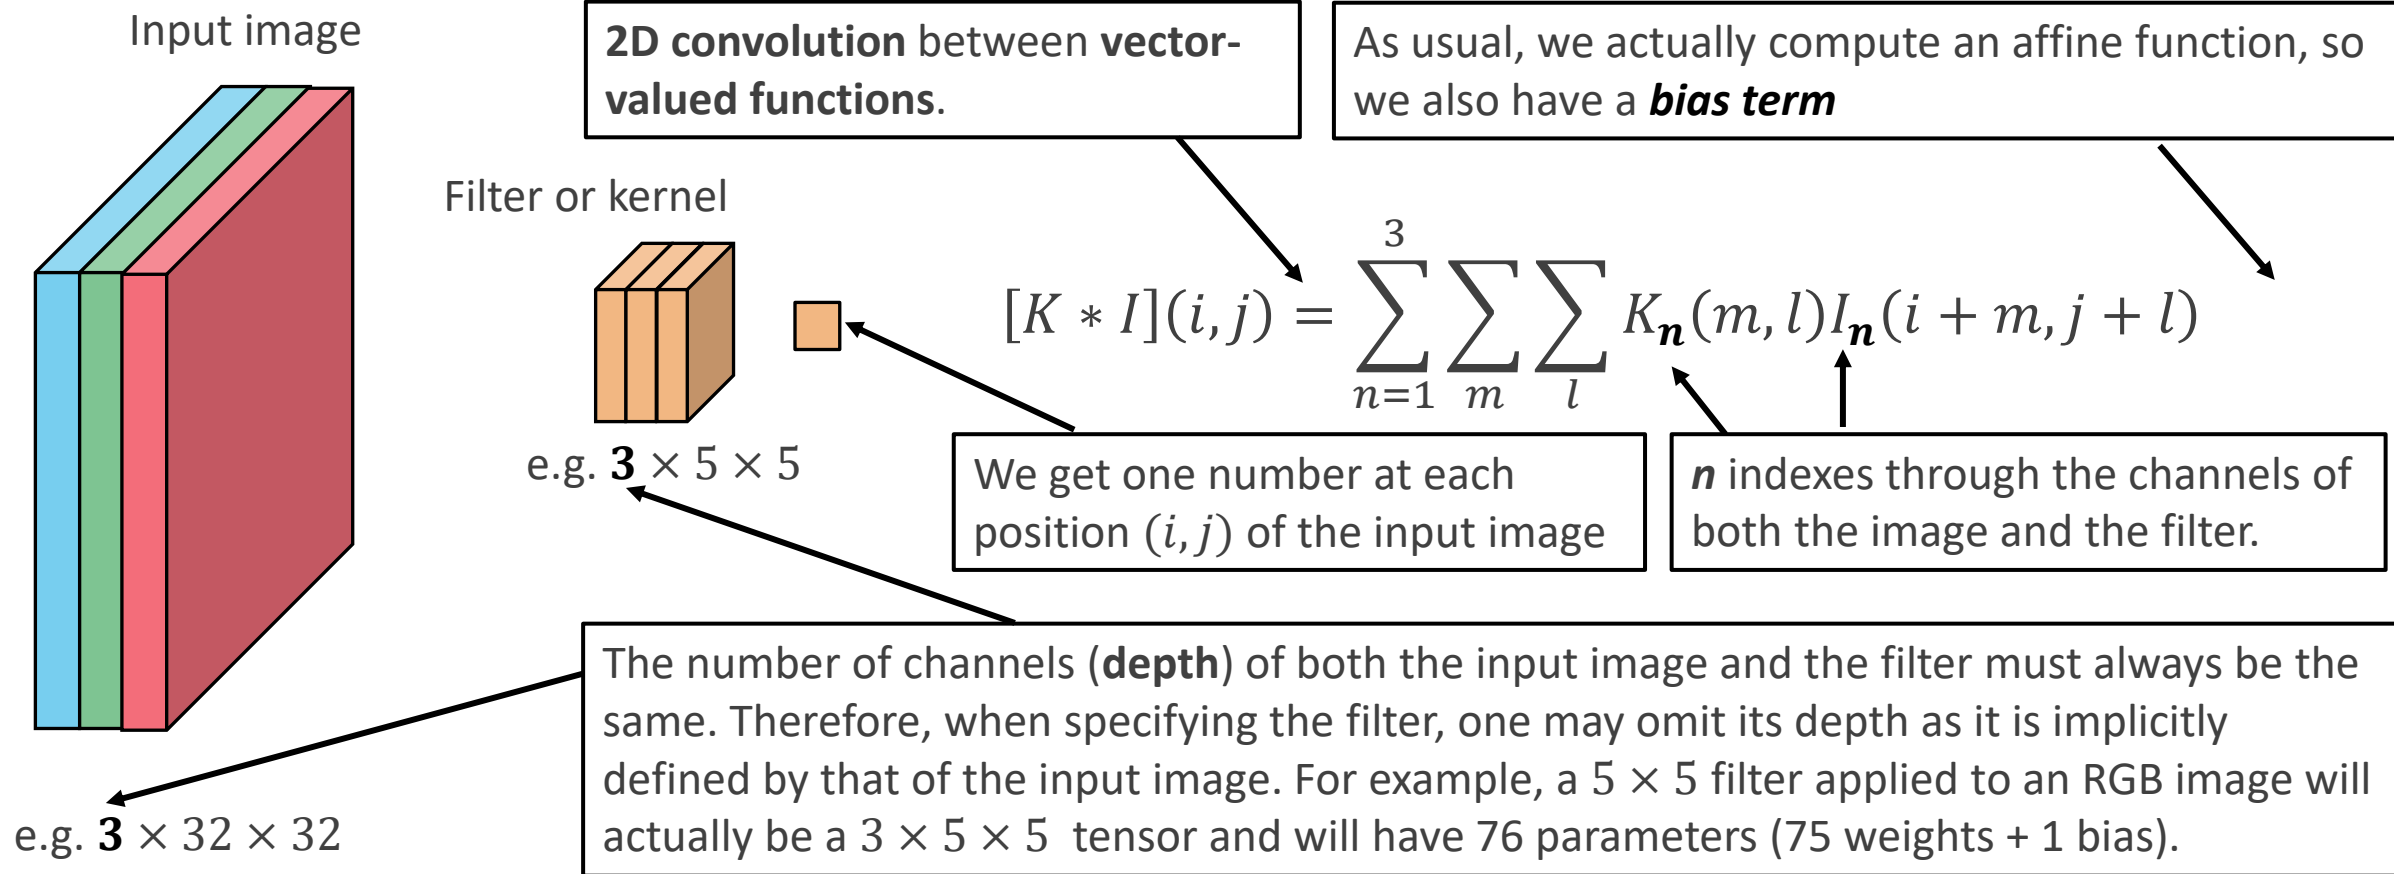 Input image
2D convolution between vector-
valued functions.
As usual, we actually compute an affine function, so
we also have a bias term
Filter or kernel
[K ∗ I](i, j) = ∑_{n=1}^{3} ∑_{m} ∑_{l} K_n(m, l)I_n(i + m, j + l)
e.g. 3 × 5 × 5
We get one number at each
position (i, j) of the input image
n indexes through the channels of
both the image and the filter.
The number of channels (depth) of both the input image and the filter must always be the
same. Therefore, when specifying the filter, one may omit its depth as it is implicitly
defined by that of the input image. For example, a 5 × 5 filter applied to an RGB image will
actually be a 3 × 5 × 5 tensor and will have 76 parameters (75 weights + 1 bias).
e.g. 3 × 32 × 32